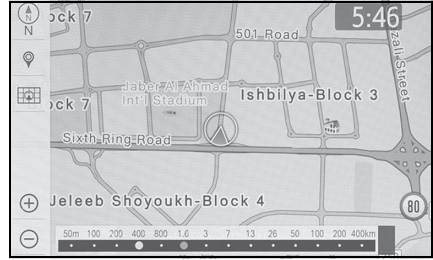 N
ock 7
501 Road
5:46
zali Street
Jaber Al Ahmad
Int'l Stadium
ock 7
Ishbilya-Block 3
Sixth Ring Road
Jeleeb Shoyoukh-Block 4
80
50m 100 200 400 800 1.6 3 7 13 26 50 100 200 400km